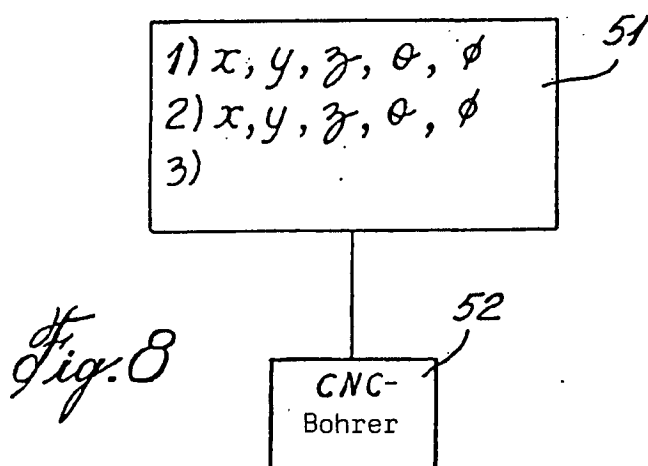 51
1) x, y, z, θ, φ
2) x, y, z, θ, φ
3)
52
Fig. 8
CNC-
Bohrer